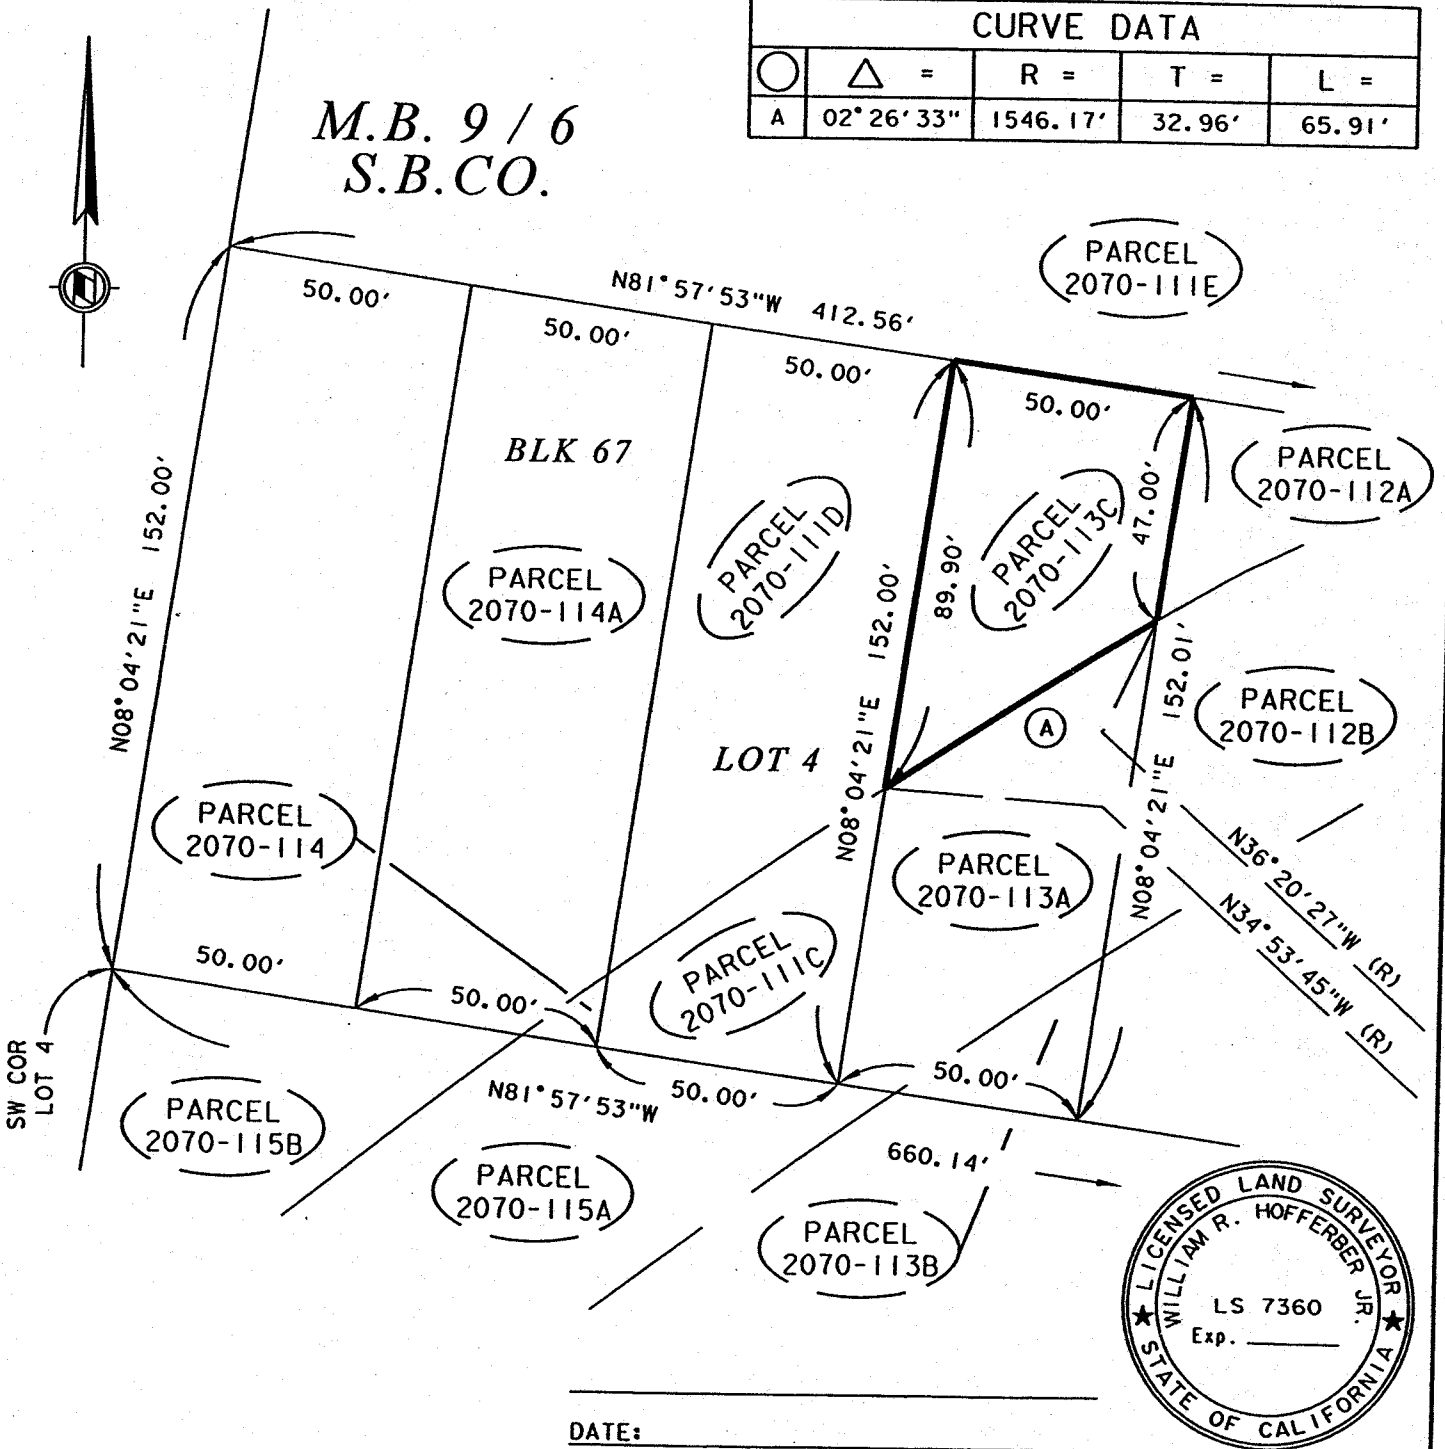 CURVE DATA
△ = R = T = L =
A 02°26'33" 1546.17' 32.96' 65.91'
M.B. 9 / 6
S.B.CO.
PARCEL
2070-111E
N81°57'53"W 412.56'
50.00'
50.00'
50.00'
50.00'
BLK 67
PARCEL
2070-112A
N08°04'21"E 152.00'
PARCEL
2070-114A
PARCEL
2070-111D
N08°04'21"E 152.00'
89.90'
PARCEL
2070-113C
47.00'
PARCEL
2070-112B
A
LOT 4
N08°04'21"E 152.01'
PARCEL
2070-114
PARCEL
2070-113A
N36°20'27"W (R)
N34°53'45"W (R)
PARCEL
2070-111C
50.00'
50.00'
50.00'
50.00'
SW COR
LOT 4
N81°57'53"W
660.14'
PARCEL
2070-115B
PARCEL
2070-115A
PARCEL
2070-113B
LICENSED LAND SURVEYOR
WILLIAM R. HOFFERBER JR.
LS 7360
Exp.
STATE OF CALIFORNIA
DATE: